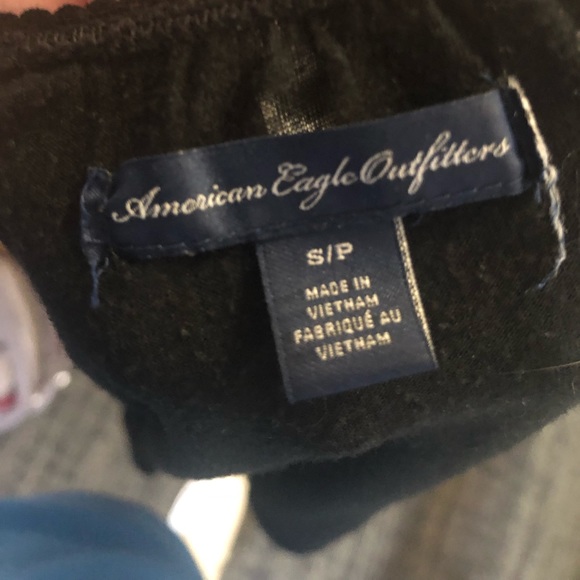 American Eagle Outfitters
S/P
MADE IN
VIETNAM
FABRIQUÉ AU
VIETNAM